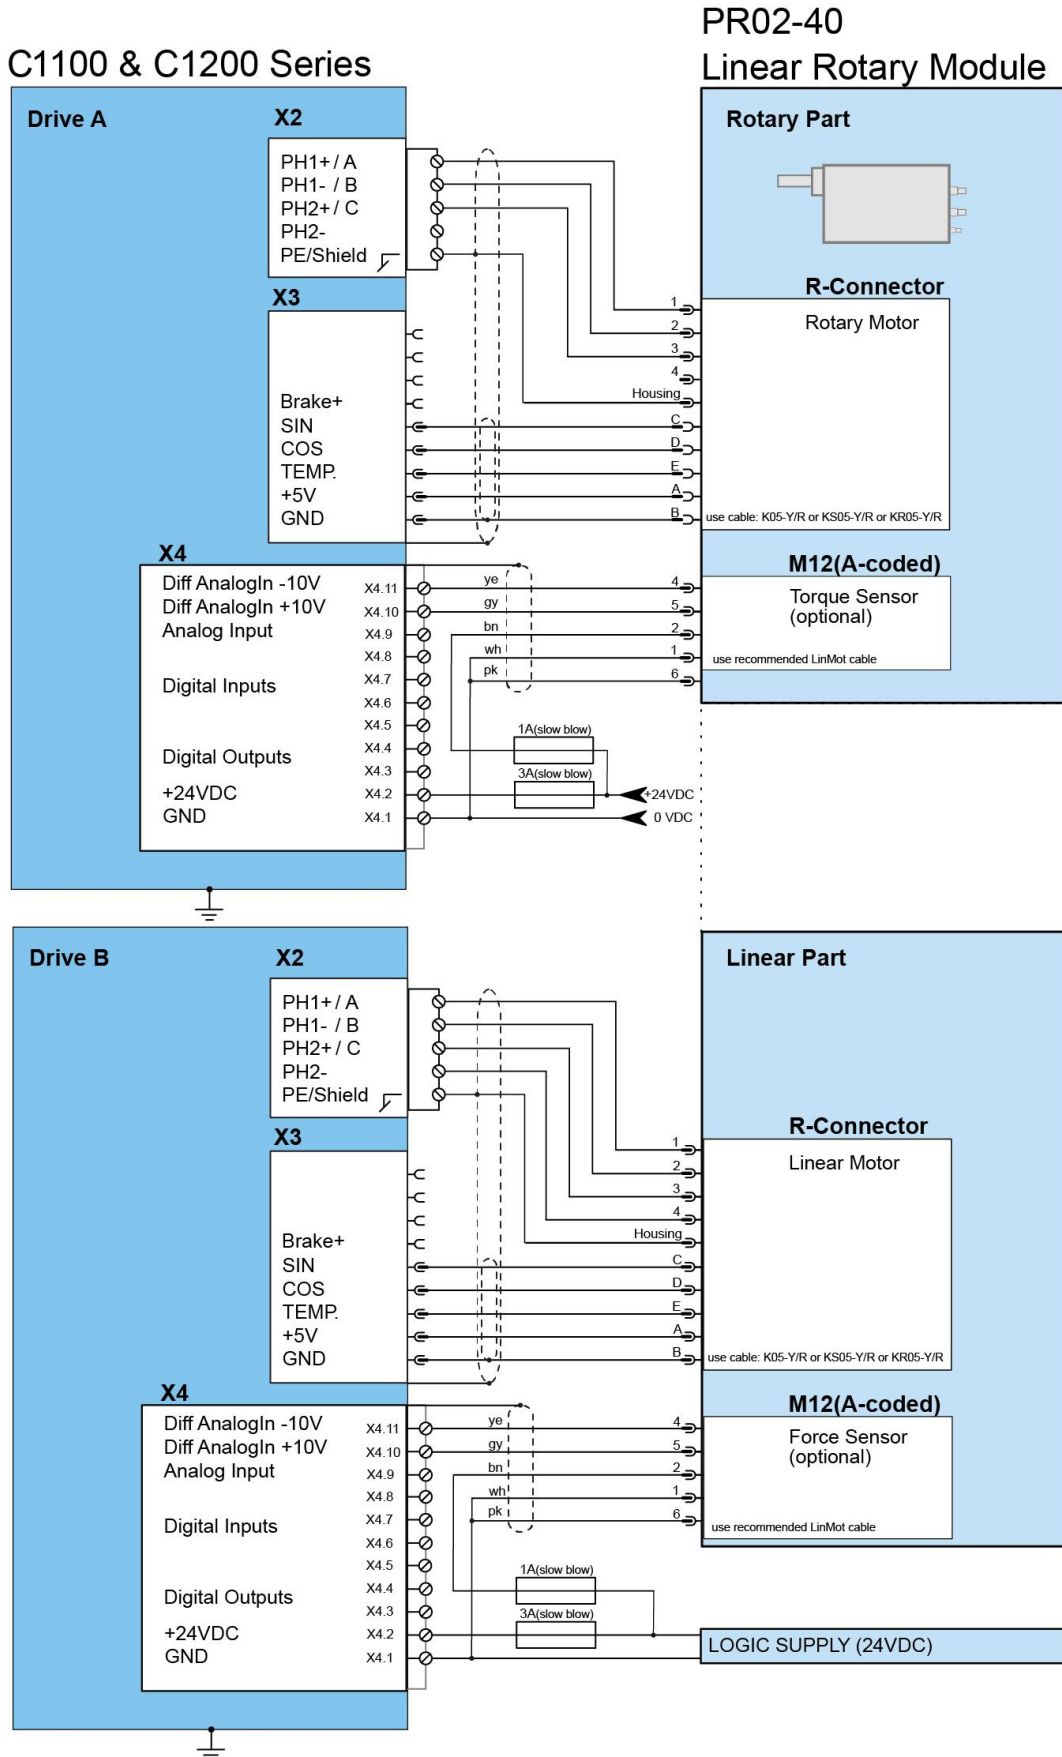 PR02-40
C1100 & C1200 Series
Linear Rotary Module
Drive A
X2
PH1+ / A
PH1- / B
PH2+ / C
PH2-
PE/Shield
X3
Brake+
SIN
COS
TEMP.
+5V
GND
Rotary Part
R-Connector
Rotary Motor
1
2
3
4
Housing
C
D
E
A
B
use cable: K05-Y/R or KS05-Y/R or KR05-Y/R
X4
Diff AnalogIn -10V
Diff AnalogIn +10V
Analog Input
Digital Inputs
Digital Outputs
+24VDC
GND
X4.11
X4.10
X4.9
X4.8
X4.7
X4.6
X4.5
X4.4
X4.3
X4.2
X4.1
ye
gy
bn
wh
pk
4
5
2
1
6
M12(A-coded)
Torque Sensor
(optional)
use recommended LinMot cable
1A(slow blow)
3A(slow blow)
+24VDC
0 VDC
Drive B
X2
PH1+ / A
PH1- / B
PH2+ / C
PH2-
PE/Shield
X3
Brake+
SIN
COS
TEMP.
+5V
GND
Linear Part
R-Connector
Linear Motor
1
2
3
4
Housing
C
D
E
A
B
use cable: K05-Y/R or KS05-Y/R or KR05-Y/R
X4
Diff AnalogIn -10V
Diff AnalogIn +10V
Analog Input
Digital Inputs
Digital Outputs
+24VDC
GND
X4.11
X4.10
X4.9
X4.8
X4.7
X4.6
X4.5
X4.4
X4.3
X4.2
X4.1
ye
gy
bn
wh
pk
4
5
2
1
6
M12(A-coded)
Force Sensor
(optional)
use recommended LinMot cable
1A(slow blow)
3A(slow blow)
LOGIC SUPPLY (24VDC)